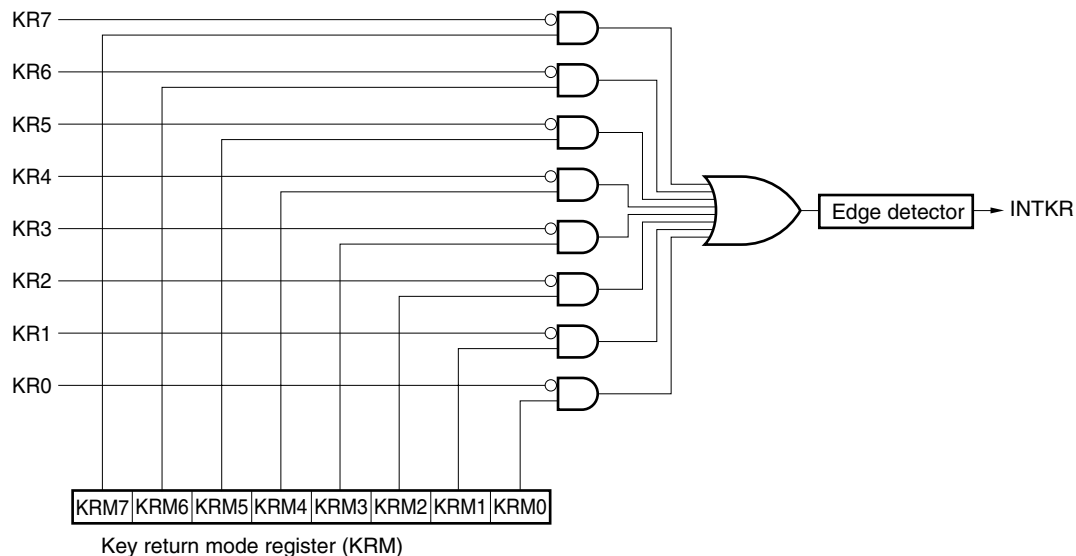 KR7
KR6
KR5
KR4
KR3
KR2
KR1
KR0
Edge detector
INTKR
KRM7 KRM6 KRM5 KRM4 KRM3 KRM2 KRM1 KRM0
Key return mode register (KRM)